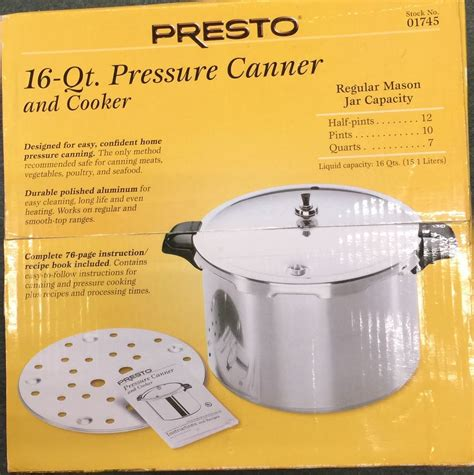 PRESTO®
Stock No.
01745
16-Qt. Pressure Canner
and Cooker
Regular Mason
Jar Capacity
Half-pints . . . . . . . . 12
Pints . . . . . . . . . . . . 10
Quarts . . . . . . . . . . . 7
Liquid capacity: 16 Qts. (15.1 Liters)
Designed for easy, confident home
pressure canning. The only method
recommended safe for canning meats,
vegetables, poultry, and seafood.
Durable polished aluminum for
easy cleaning, long life and even
heating. Works on regular and
smooth-top ranges.
Complete 76-page instruction/
recipe book included. Contains
easy-to-follow instructions for
canning and pressure cooking
plus recipes and processing times.
PRESTO
Pressure Canner
and Cooker
Instructions and Recipes